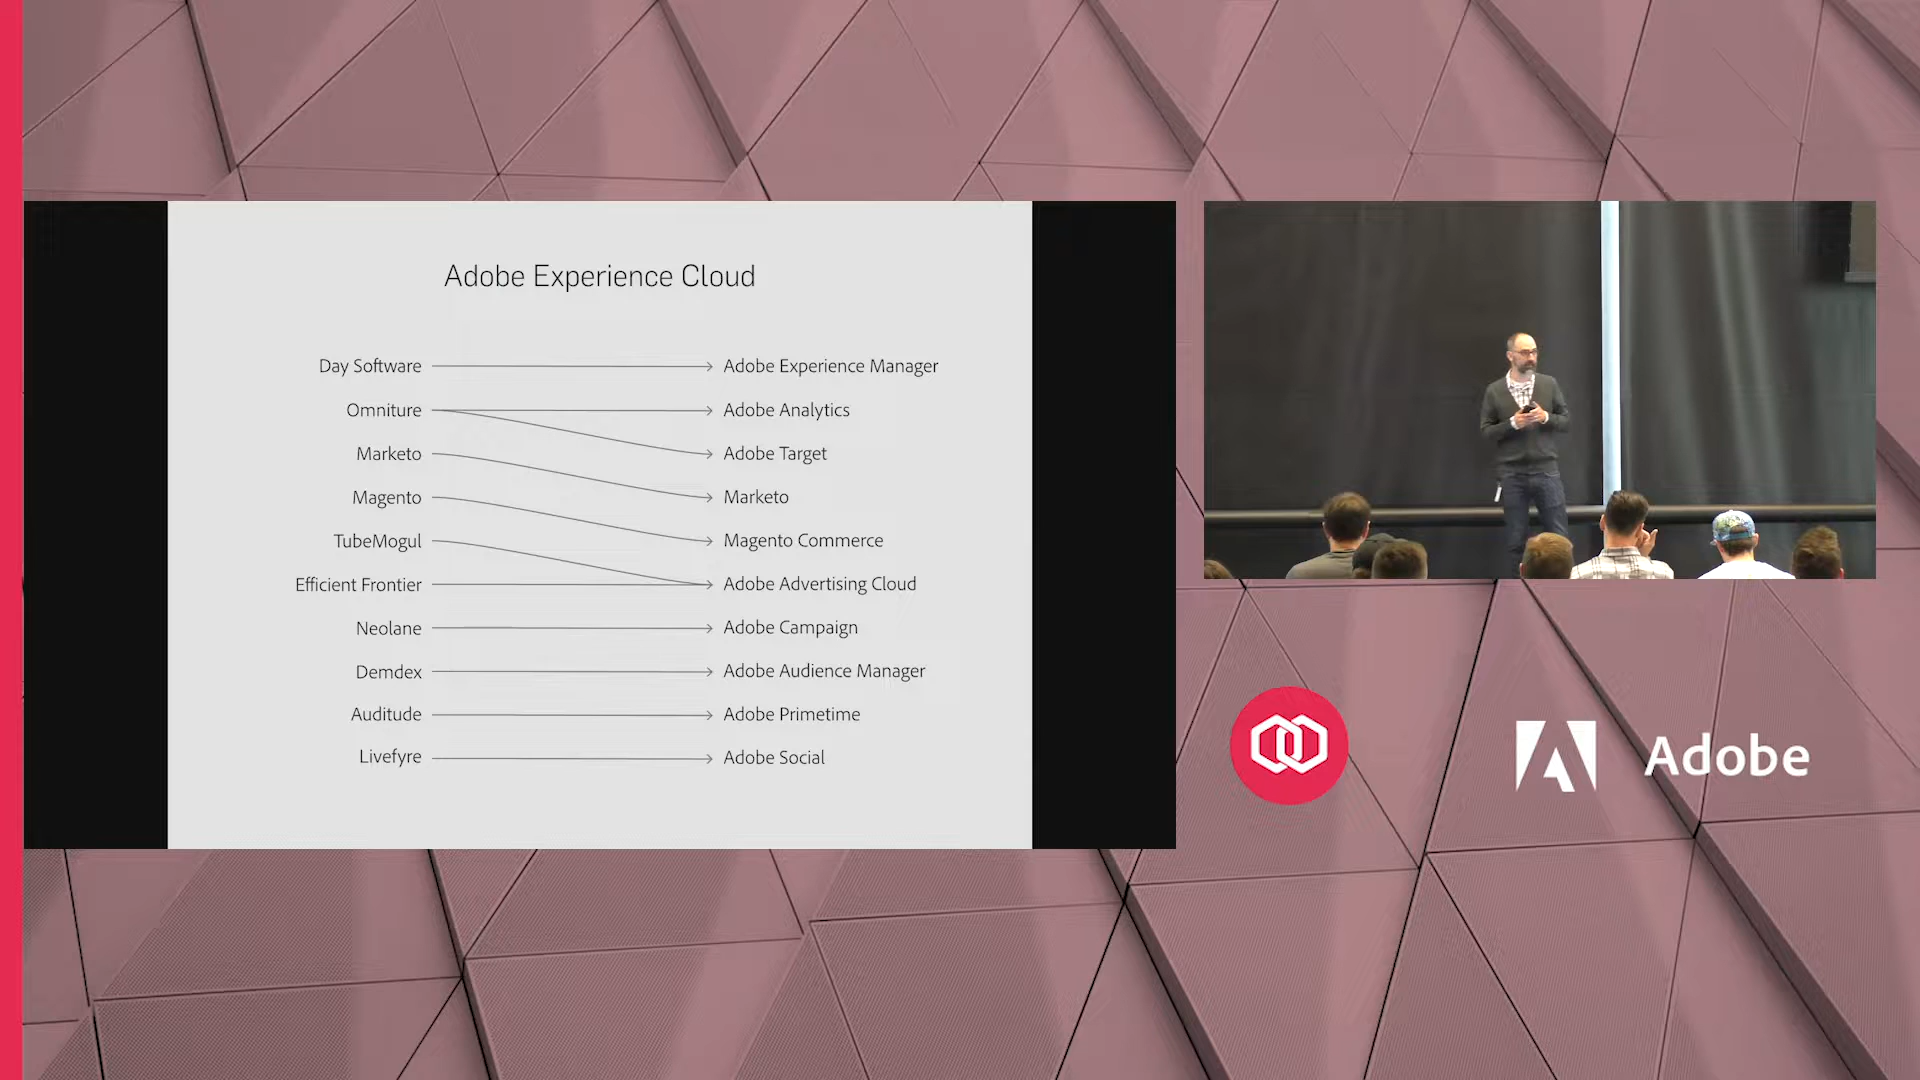 Adobe Experience Cloud
Day Software Adobe Experience Manager
Omniture Adobe Analytics
Adobe Target
Marketo Marketo
Magento Magento Commerce
TubeMogul
Efficient Frontier Adobe Advertising Cloud
Neolane Adobe Campaign
Demdex Adobe Audience Manager
Auditude Adobe Primetime
Livefyre Adobe Social
Adobe